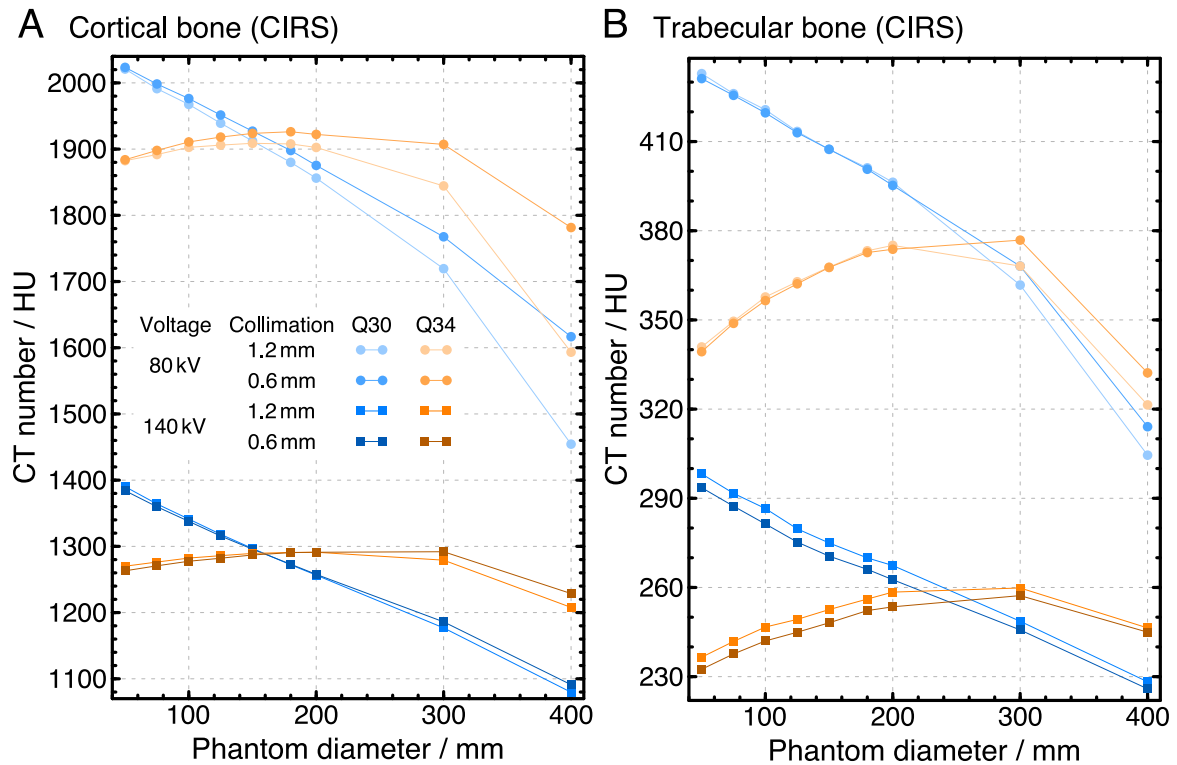 A Cortical bone (CIRS)
CT number / HU
2000
1900
1800
1700
1600
1500
1400
1300
1200
1100
Voltage Collimation Q30 Q34
80 kV
1.2 mm
0.6 mm
140 kV
1.2 mm
0.6 mm
100 200 300 400
Phantom diameter / mm
B Trabecular bone (CIRS)
CT number / HU
410
380
350
320
290
260
230
100 200 300 400
Phantom diameter / mm